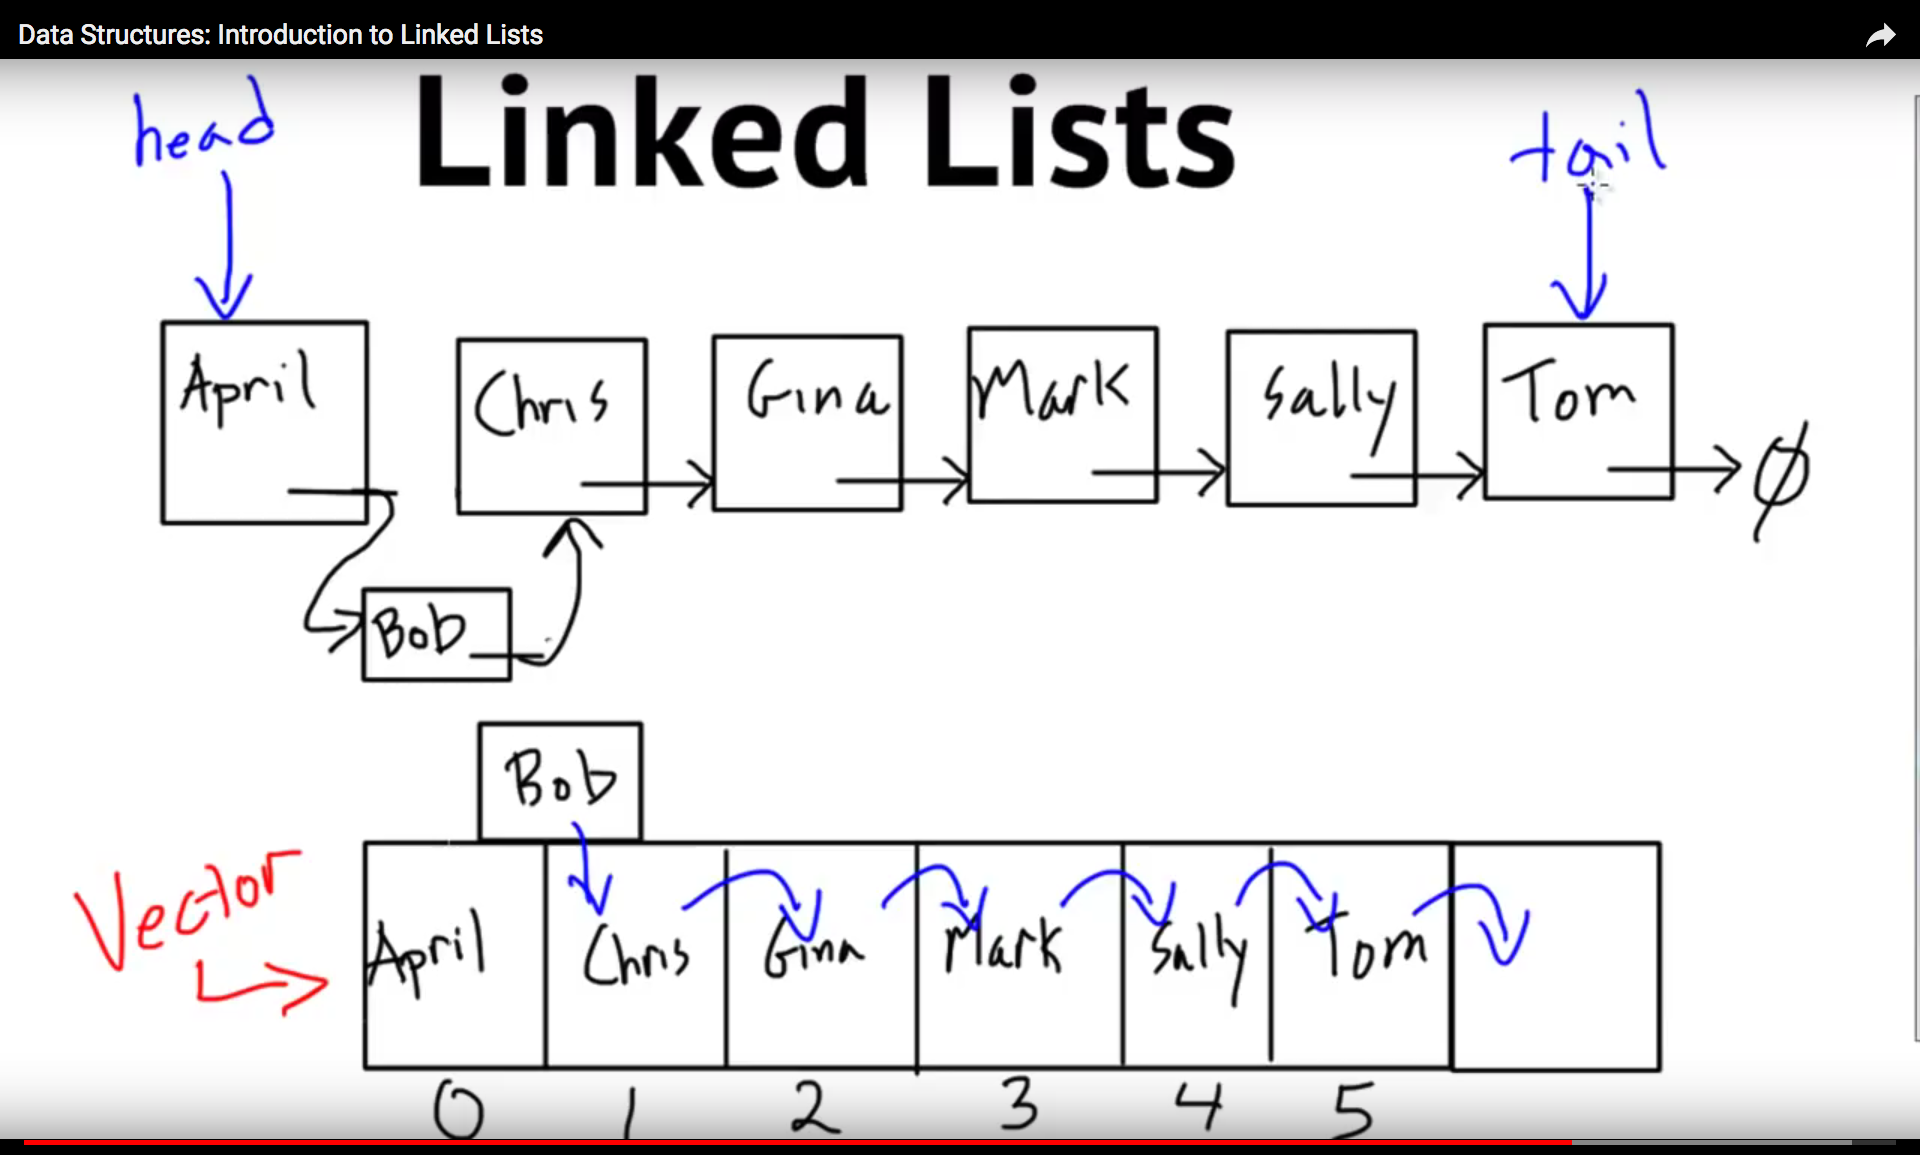 Data Structures: Introduction to Linked Lists
head Linked Lists tail
April Chris Gina Mark Sally Tom Ø
Bob
Bob
Vector
April Chris Gina Mark Sally Tom
0 1 2 3 4 5